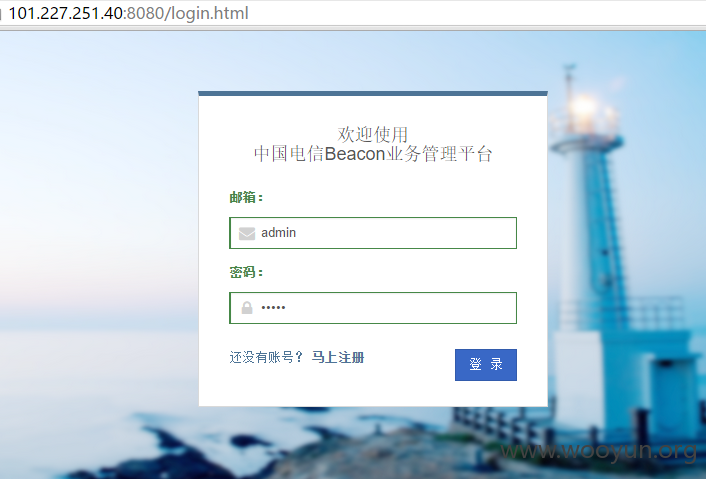 101.227.251.40:8080/login.html
欢迎使用
中国电信Beacon业务管理平台
邮箱：
admin
密码：
•••••
还没有账号？ 马上注册
登 录
www.wooyun.org